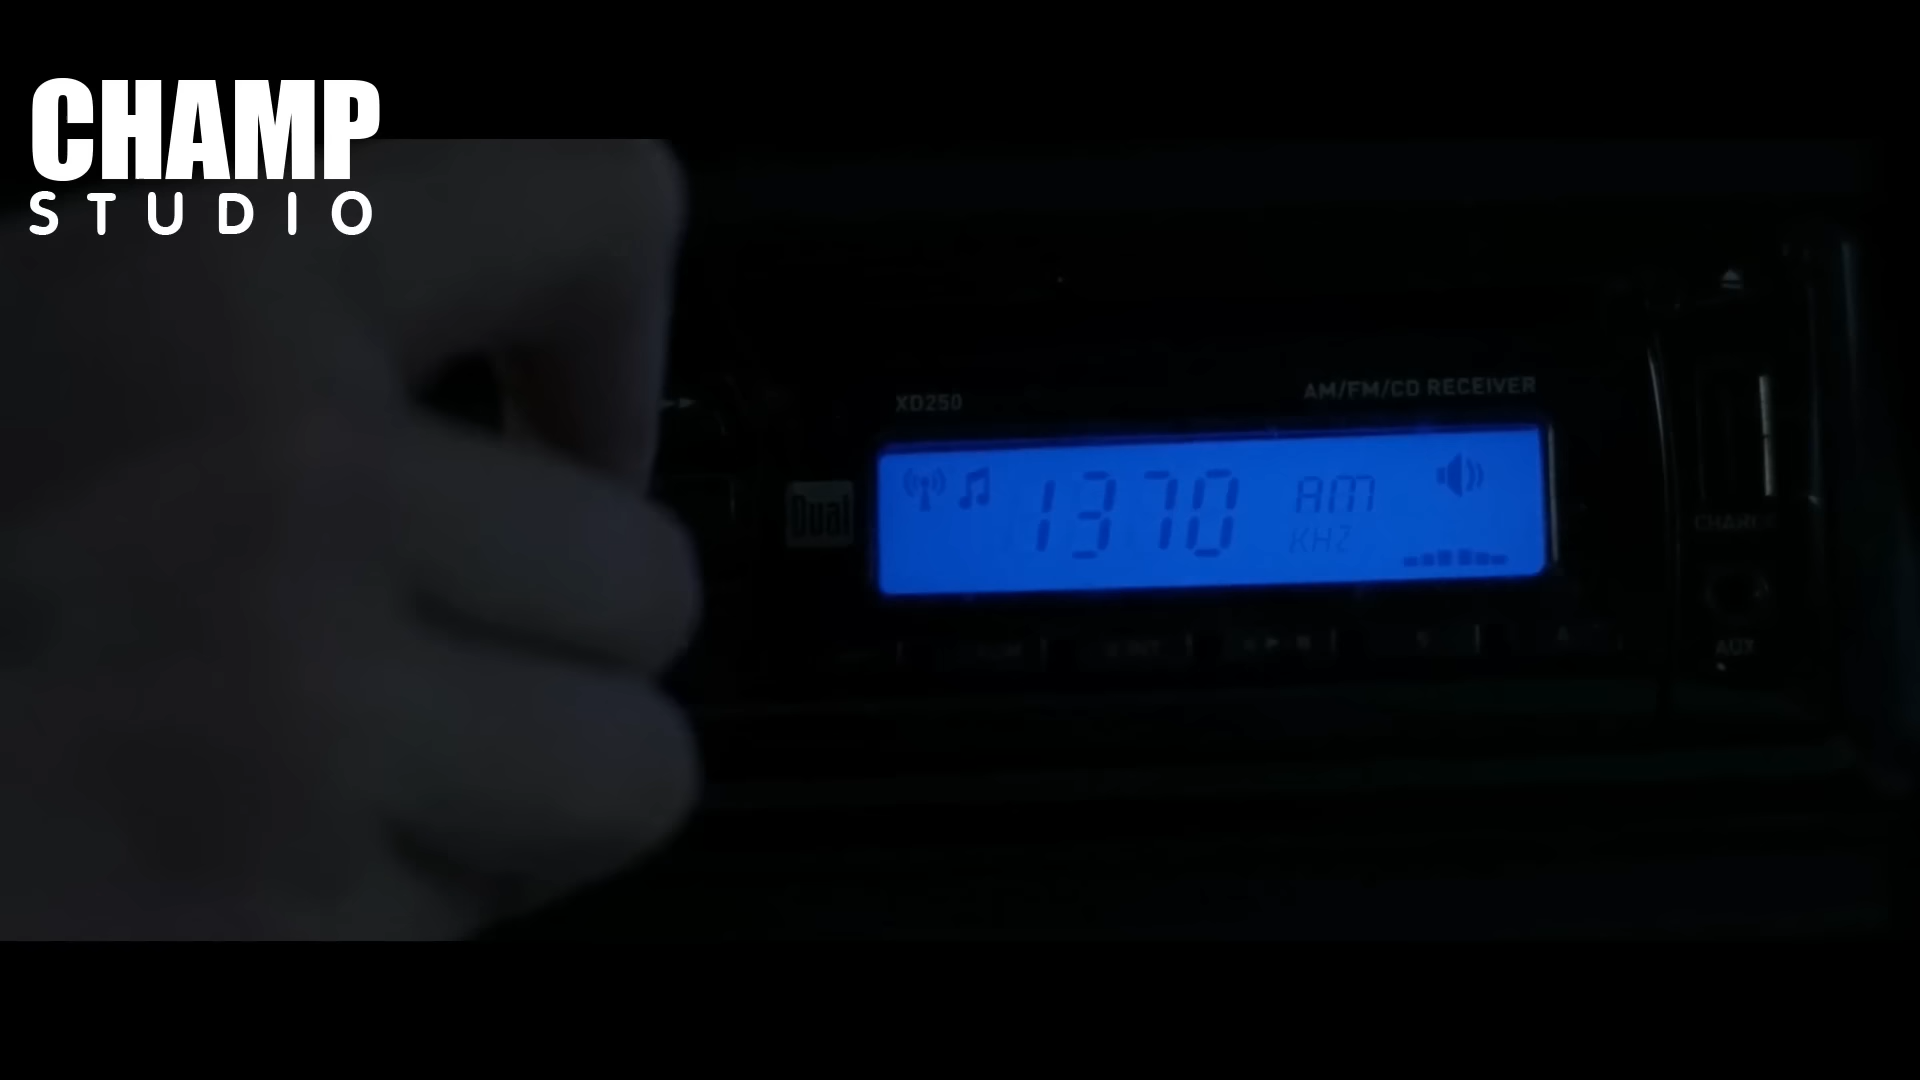 CHAMP
STUDIO
XD250
AM/FM/CD RECEIVER
Dual
1370 AM
KHZ
AUX